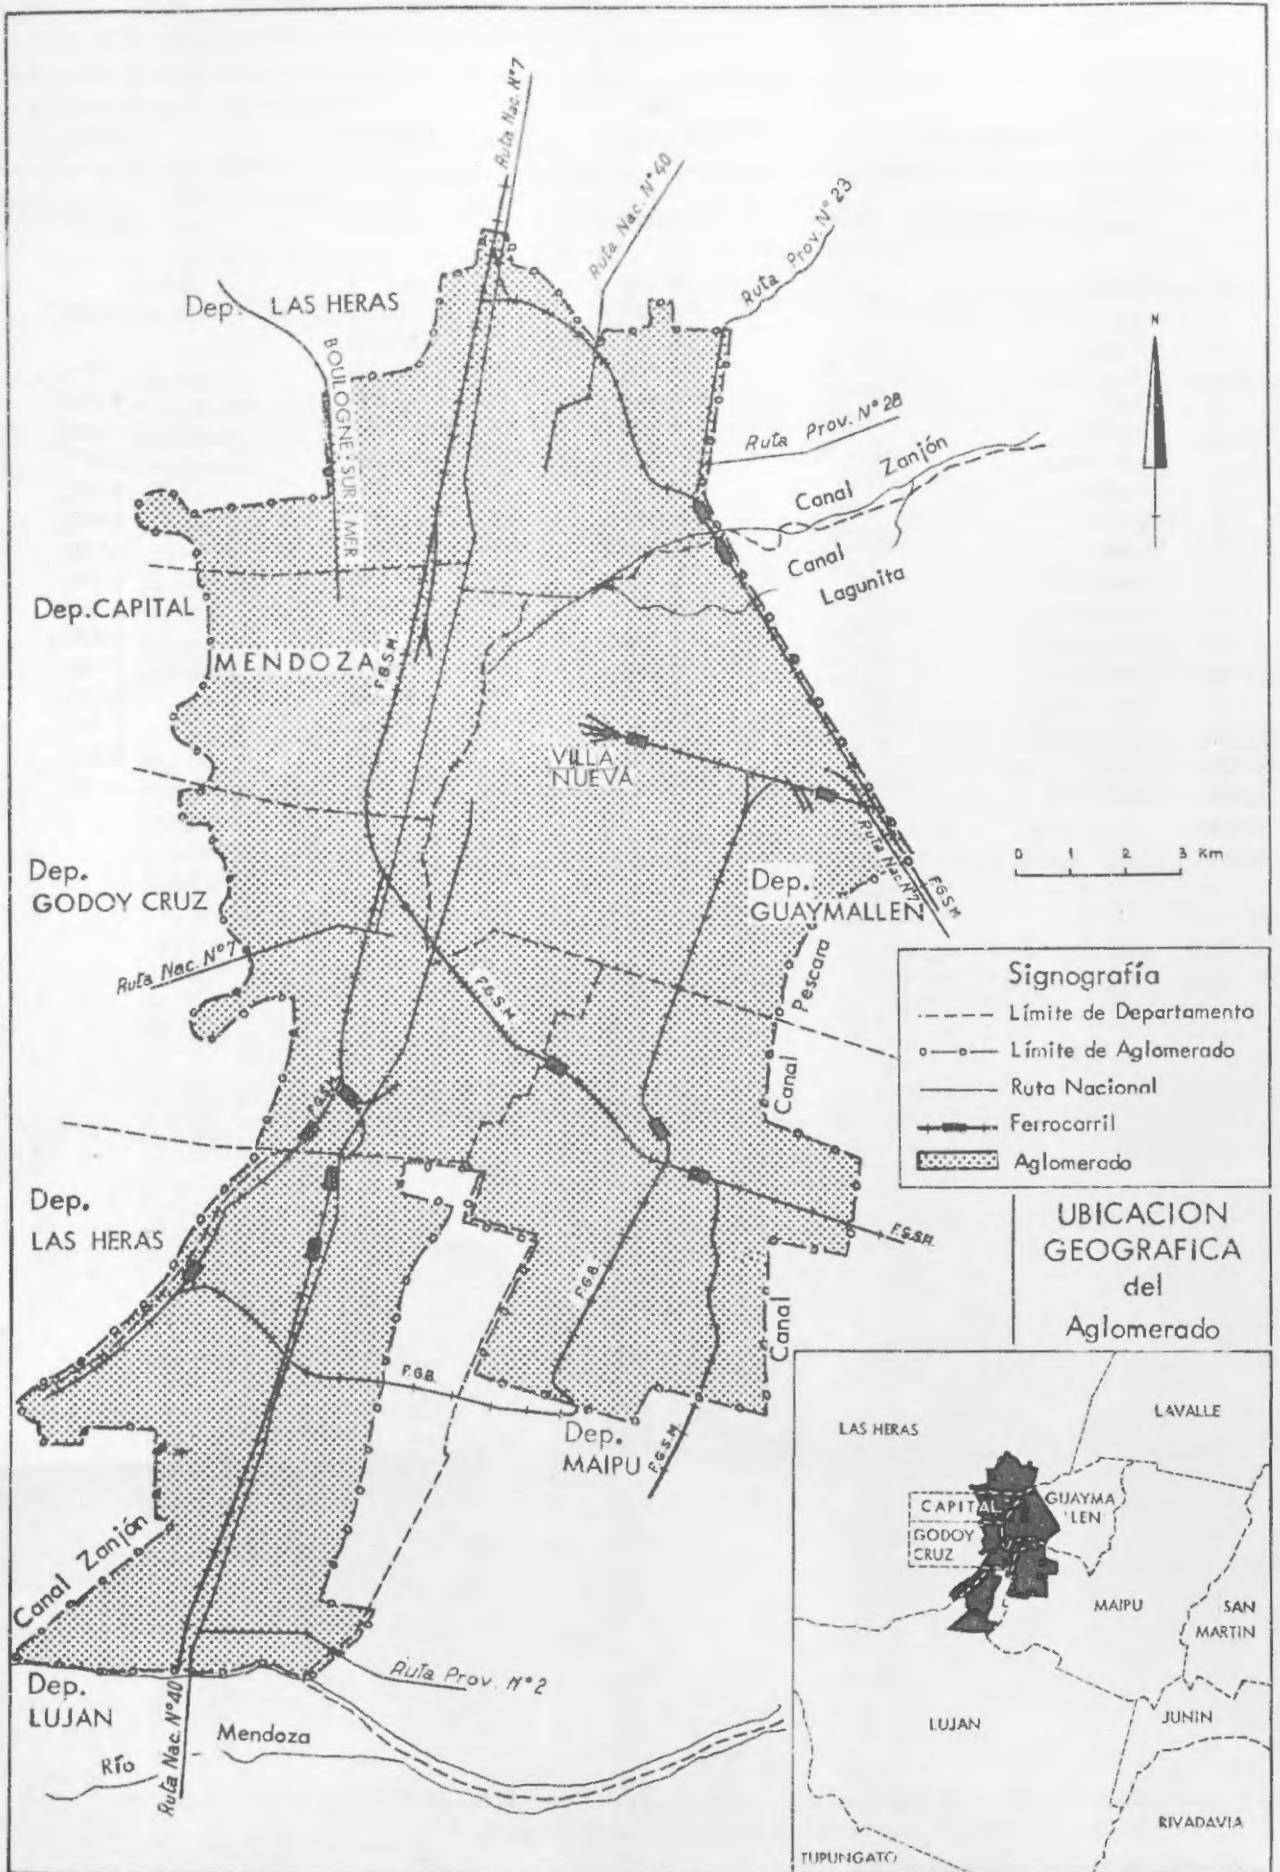 Ruta Nac. N°7
Ruta Nac. N°40
Ruta Prov. N° 23
Dep. LAS HERAS
BOULOGNE SUR MER
N
Ruta Prov. N° 28
Canal Zanjón
Canal
Lagunita
Dep. CAPITAL
MENDOZA
F.G.S.M.
VILLA
NUEVA
0 1 2 3 Km
Dep.
GODOY CRUZ
Dep.
GUAYMALLEN
Ruta Nac. N°7
F.G.S.M.
Ruta Nac. N°7
F.G.S.M.
Canal Pescara
Signografía
Límite de Departamento
Límite de Aglomerado
Ruta Nacional
Ferrocarril
Aglomerado
Dep.
LAS HERAS
F.G.S.M.
F.G.B.
Canal
UBICACION
GEOGRAFICA
del
Aglomerado
F.G.B.
Dep.
MAIPU
F.G.S.M.
Canal Zanjón
Dep.
LUJAN
Ruta Prov. N°2
Ruta Nac. N°40
Río Mendoza
LAS HERAS
LAVALLE
CAPITAL
GUAYMA
LLEN
GODOY
CRUZ
MAIPU
SAN
MARTIN
LUJAN
JUNIN
RIVADAVIA
TUPUNGATO